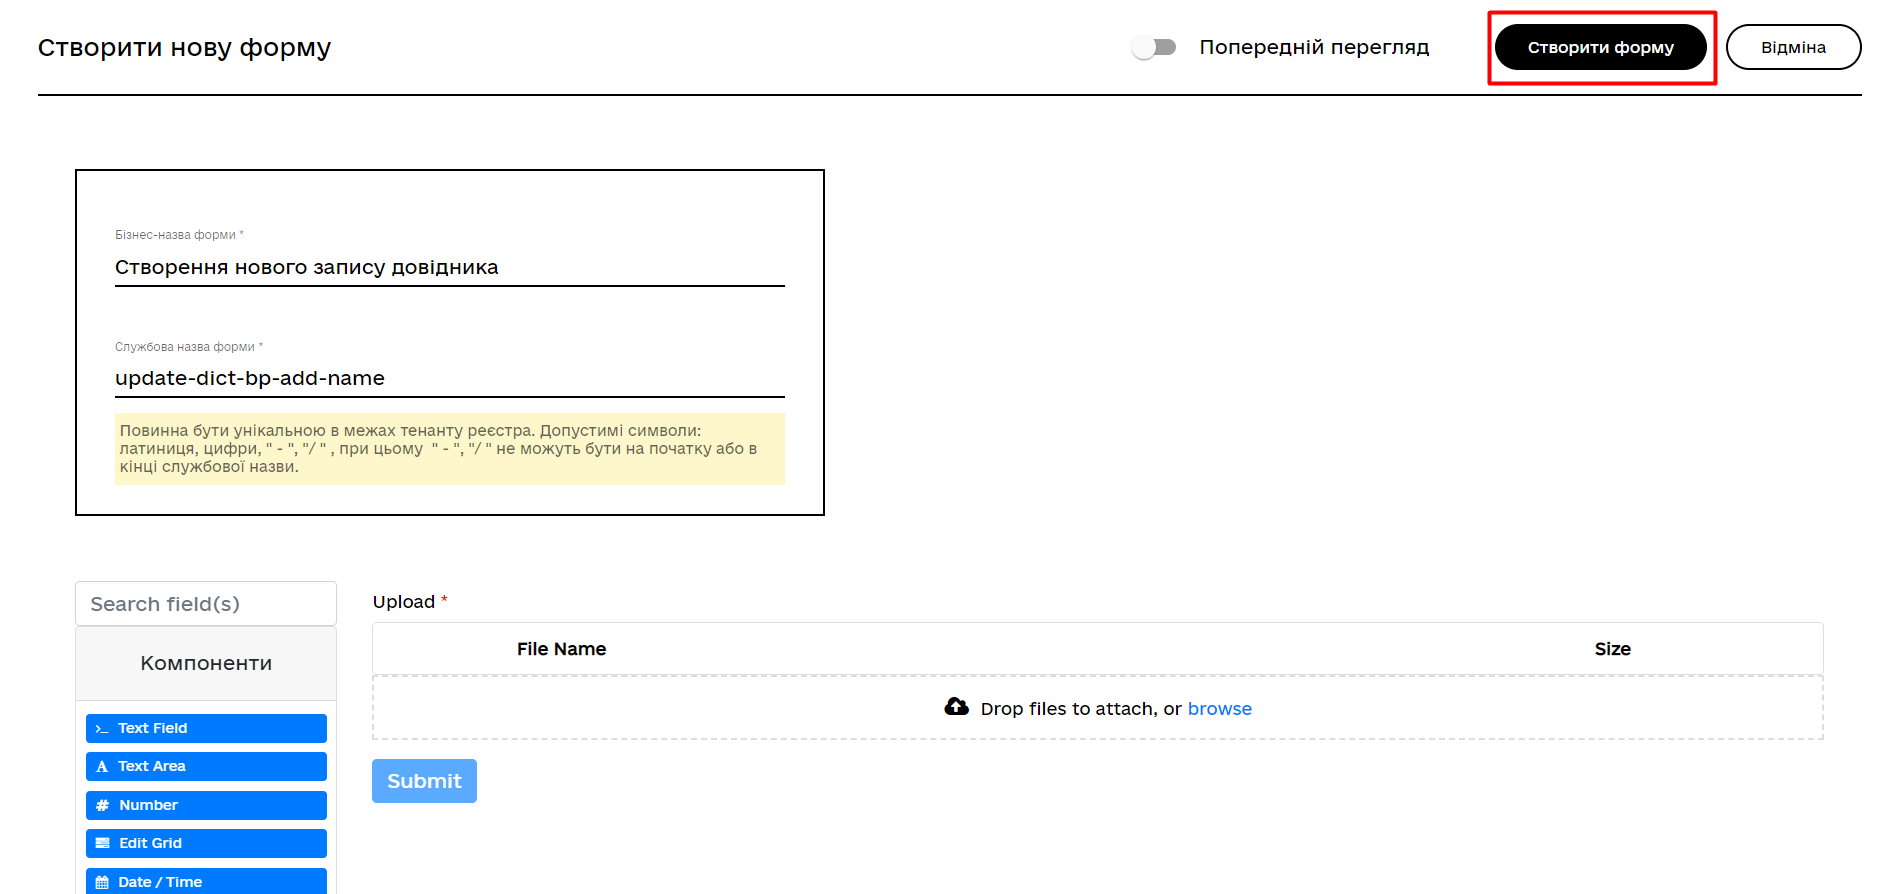 Створити нову форму
Попередній перегляд
Створити форму
Відміна
Бізнес-назва форми *
Створення нового запису довідника
Службова назва форми *
update-dict-bp-add-name
Повинна бути унікальною в межах тенанту реєстра. Допустимі символи:
латиниця, цифри, " - ", "/ " , при цьому " - ", "/ " не можуть бути на початку або в
кінці службової назви.
Search field(s)
Компоненти
Text Field
Text Area
Number
Edit Grid
Date / Time
Upload *
File Name
Size
Drop files to attach, or browse
Submit